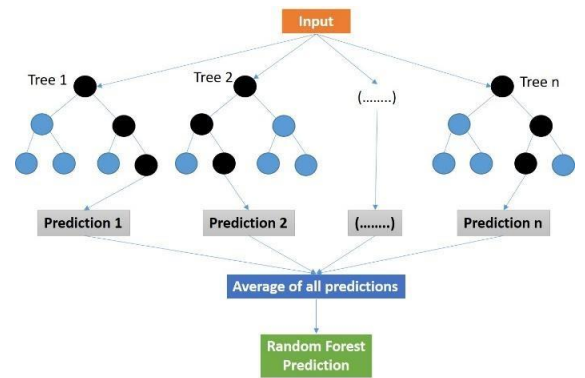 Input
Tree 1
Tree 2
(........)
Tree n
Prediction 1
Prediction 2
(........)
Prediction n
Average of all predictions
Random Forest
Prediction